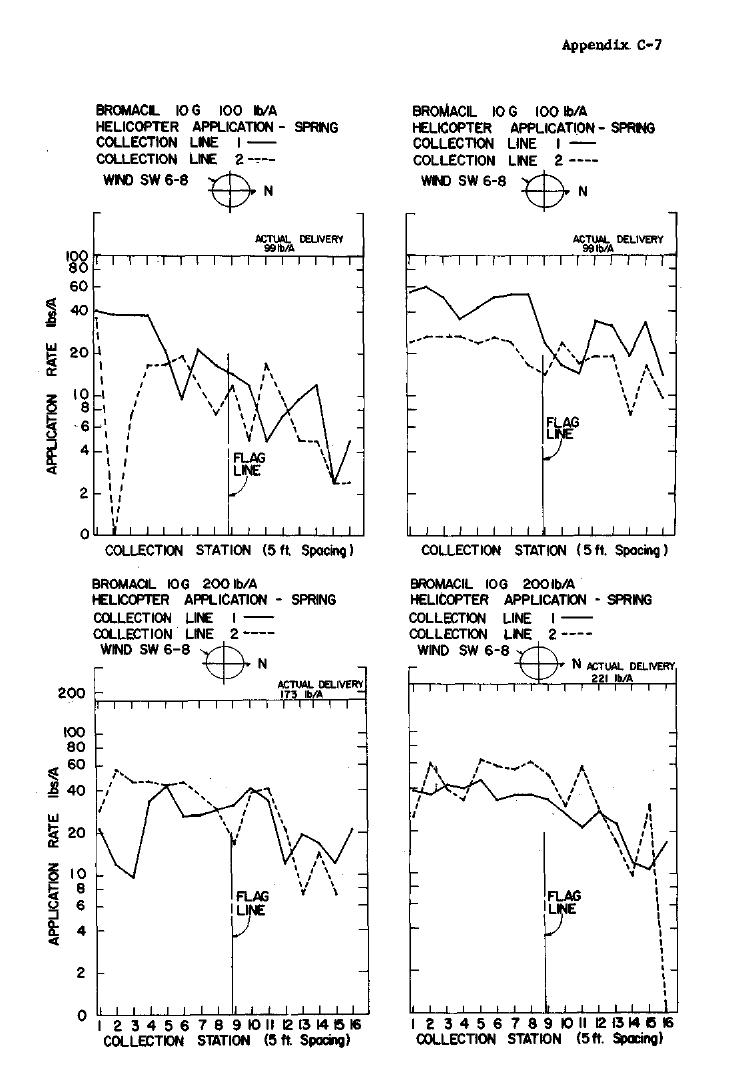 Appendix C-7
BROMACIL 10 G 100 lb/A
HELICOPTER APPLICATION - SPRING
COLLECTION LINE 1 —
COLLECTION LINE 2 ----
WIND SW 6-8
N
ACTUAL DELIVERY
99 lb/A
100
80
60
40
20
10
8
6
4
2
0
APPLICATION RATE lbs/A
FLAG
LINE
COLLECTION STATION (5 ft. Spacing)
BROMACIL 10 G 100 lb/A
HELICOPTER APPLICATION - SPRING
COLLECTION LINE 1 —
COLLECTION LINE 2 ----
WIND SW 6-8
N
ACTUAL DELIVERY
99 lb/A
FLAG
LINE
COLLECTION STATION (5 ft. Spacing)
BROMACIL 10 G 200 lb/A
HELICOPTER APPLICATION - SPRING
COLLECTION LINE 1 —
COLLECTION LINE 2 ----
WIND SW 6-8
N
ACTUAL DELIVERY
173 lb/A
200
100
80
60
40
20
10
8
6
4
2
0
APPLICATION RATE lbs/A
FLAG
LINE
1 2 3 4 5 6 7 8 9 10 11 12 13 14 15 16
COLLECTION STATION (5 ft. Spacing)
BROMACIL 10 G 200 lb/A
HELICOPTER APPLICATION - SPRING
COLLECTION LINE 1 —
COLLECTION LINE 2 ----
WIND SW 6-8
N
ACTUAL DELIVERY
221 lb/A
FLAG
LINE
1 2 3 4 5 6 7 8 9 10 11 12 13 14 15 16
COLLECTION STATION (5 ft. Spacing)